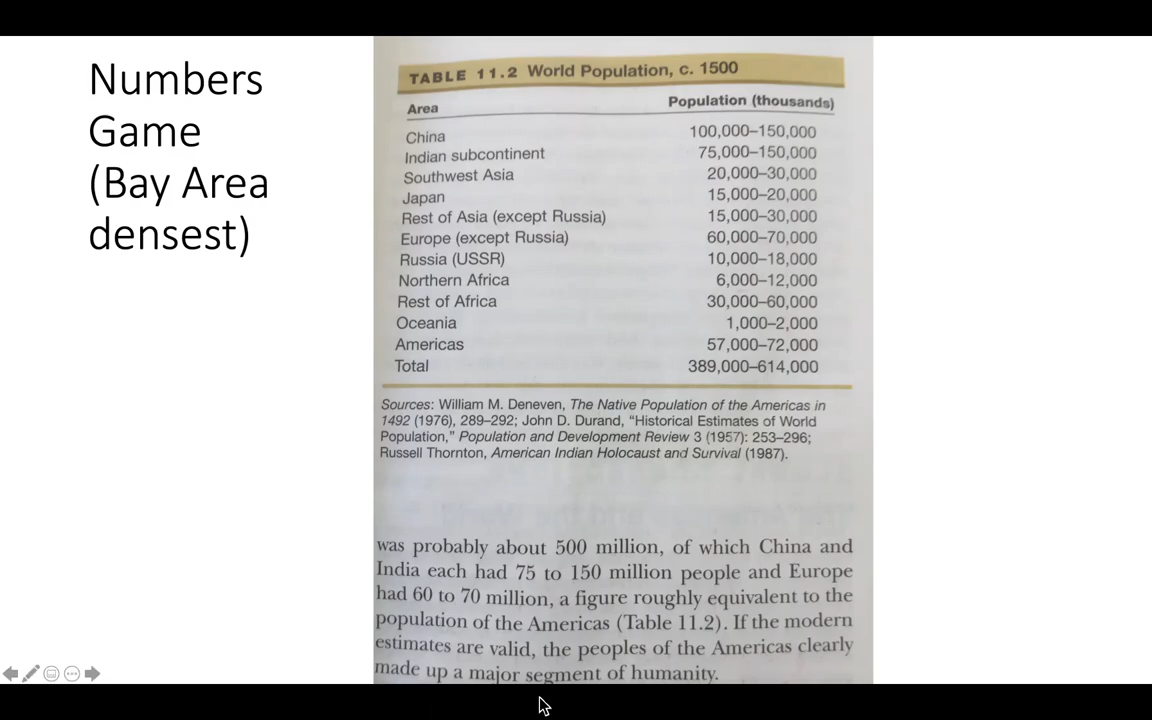 Numbers
Game
(Bay Area
densest)
TABLE 11.2 World Population, c. 1500
Area Population (thousands)
China 100,000–150,000
Indian subcontinent 75,000–150,000
Southwest Asia 20,000–30,000
Japan 15,000–20,000
Rest of Asia (except Russia) 15,000–30,000
Europe (except Russia) 60,000–70,000
Russia (USSR) 10,000–18,000
Northern Africa 6,000–12,000
Rest of Africa 30,000–60,000
Oceania 1,000–2,000
Americas 57,000–72,000
Total 389,000–614,000
Sources: William M. Deneven, The Native Population of the Americas in
1492 (1976), 289–292; John D. Durand, “Historical Estimates of World
Population,” Population and Development Review 3 (1957): 253–296;
Russell Thornton, American Indian Holocaust and Survival (1987).
was probably about 500 million, of which China and
India each had 75 to 150 million people and Europe
had 60 to 70 million, a figure roughly equivalent to the
population of the Americas (Table 11.2). If the modern
estimates are valid, the peoples of the Americas clearly
made up a major segment of humanity.